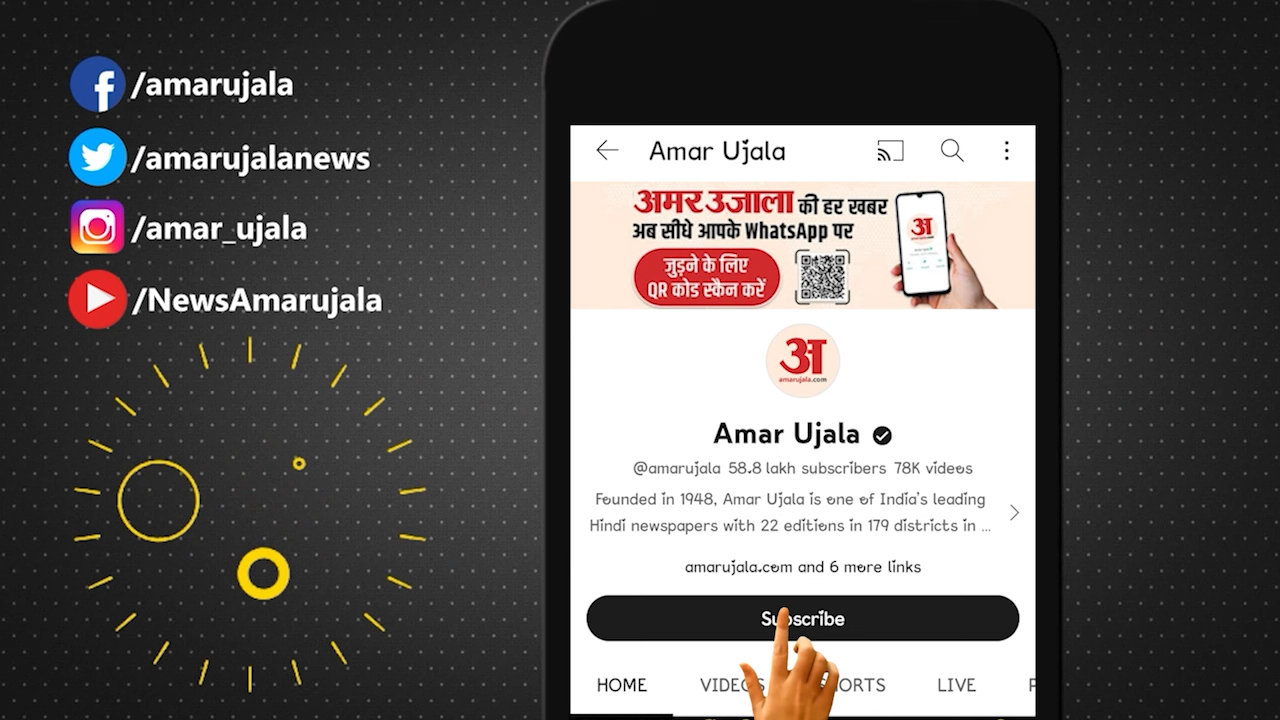 /amarujala
/amarujalanews
/amar_ujala
/NewsAmarujala
Amar Ujala
अमर उजाला की हर खबर
अब सीधे आपके WhatsApp पर
जुड़ने के लिए
QR कोड स्कैन करें
अ
अ
amarujala.com
Amar Ujala
@amarujala 58.8 lakh subscribers 78K videos
Founded in 1948, Amar Ujala is one of India's leading
Hindi newspapers with 22 editions in 179 districts in ...
amarujala.com and 6 more links
Subscribe
HOME VIDEOS SHORTS LIVE